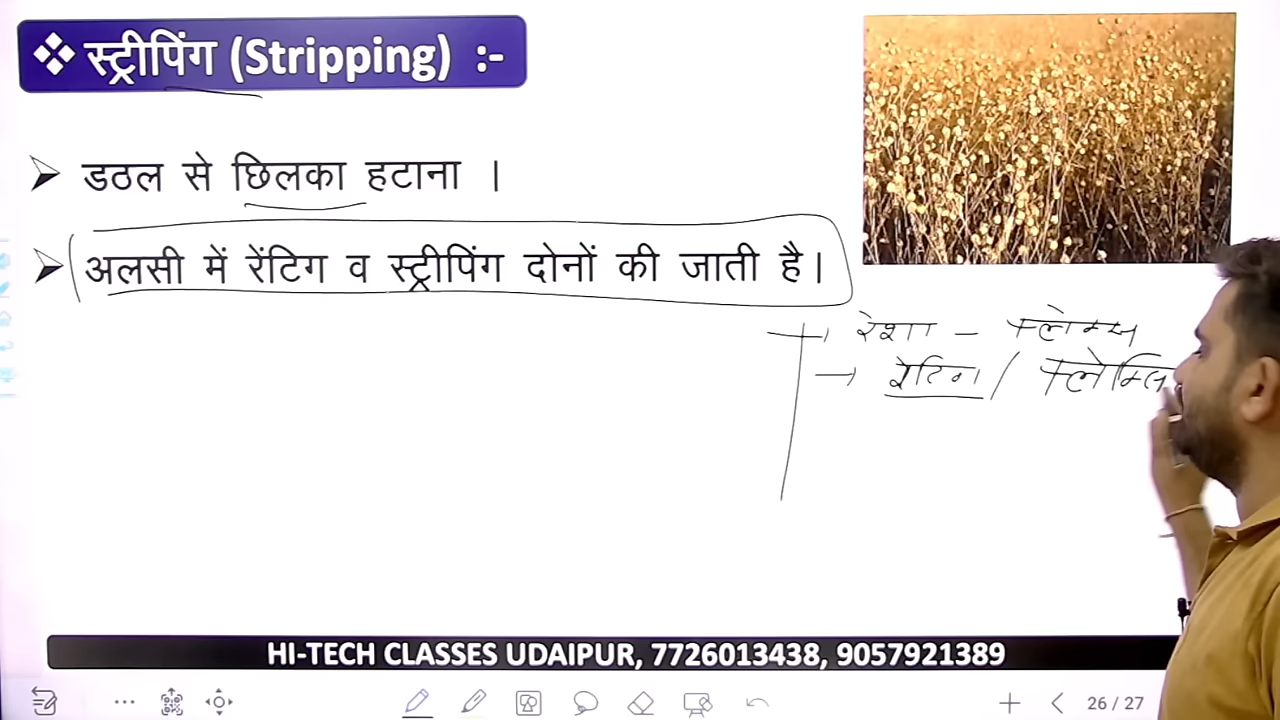 ❖ स्ट्रीपिंग (Stripping) :-
➢ डठल से छिलका हटाना ।
➢ अलसी में रेंटिग व स्ट्रीपिंग दोनों की जाती है।
→ रेशा –
→ रेटिंग /
HI-TECH CLASSES UDAIPUR, 7726013438, 9057921389
26 / 27